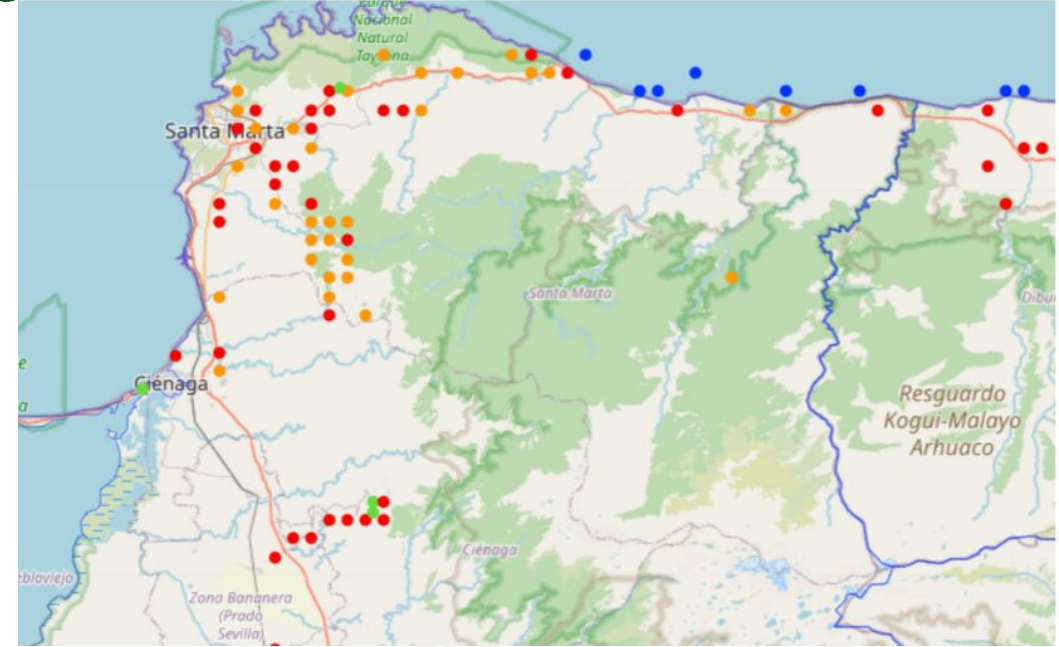 Parque
Nacional
Natural
Tayrona
Santa Marta
Santa Marta
Dibu
e
a
Ciénaga
Resguardo
Kogui-Malayo
Arhuaco
Ciénaga
ebloviejo
Zona Bananera
(Prado
Sevilla)